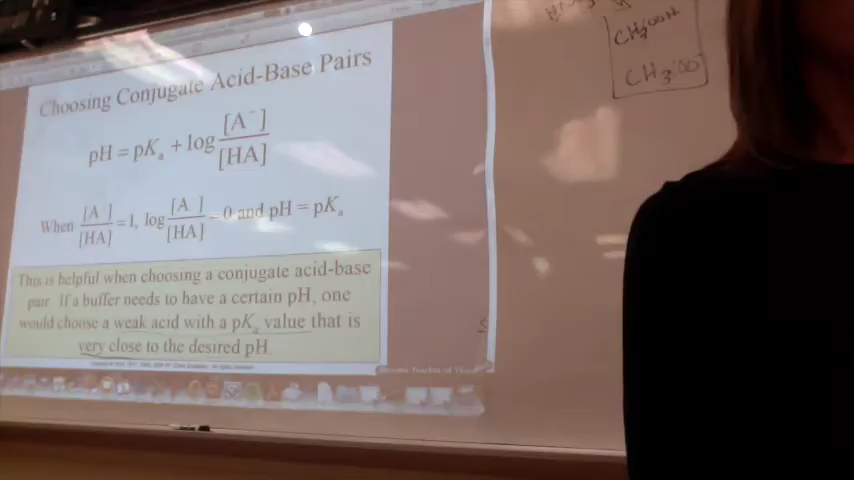 Choosing Conjugate Acid-Base Pairs
pH = pKₐ + log [A⁻]/[HA]
When [A ]/[HA] = 1, log [A ]/[HA] = 0 and pH = pKₐ
This is helpful when choosing a conjugate acid-base
pair. If a buffer needs to have a certain pH, one
would choose a weak acid with a pKₐ value that is
very close to the desired pH
CH₃COOH
CH₃COO⁻